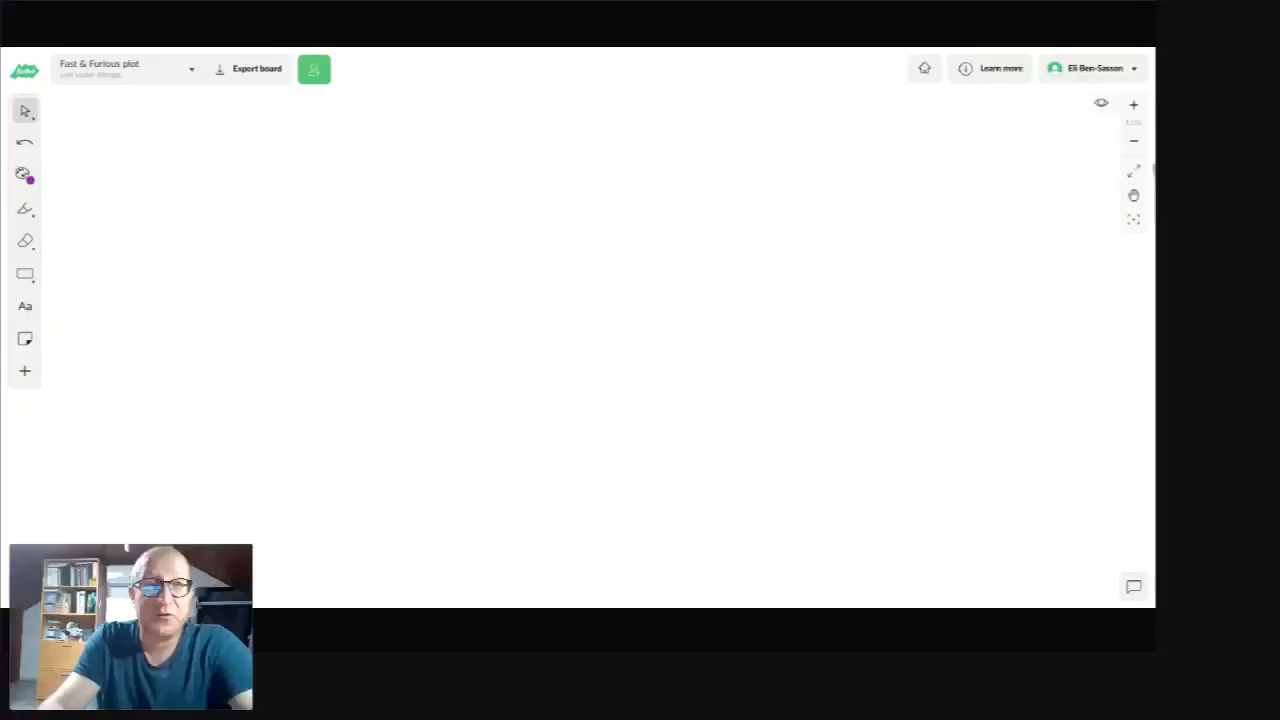 Fast & Furious plot
Export board
Learn more
Eli Ben-Sasson
Aa